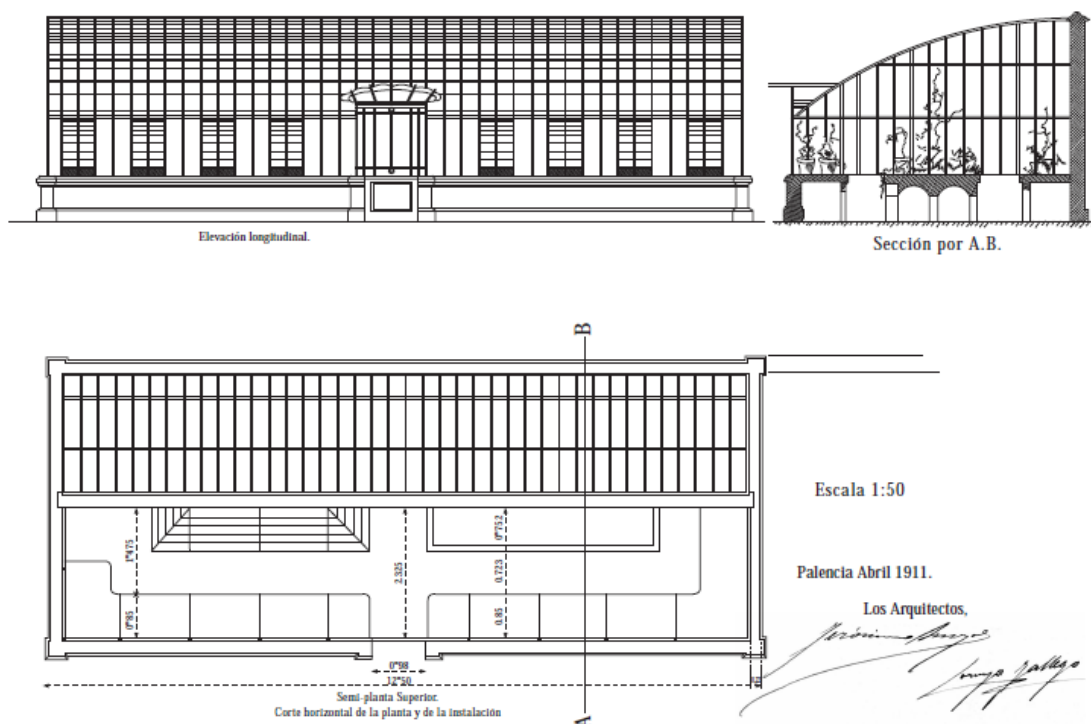 Elevación longitudinal.
Sección por A.B.
B
1"475
2.325
0"752
0.723
0"85
0.85
0"98
12"50
Semi-planta Superior.
Corte horizontal de la planta y de la instalación
A
Escala 1:50
Palencia Abril 1911.
Los Arquitectos,